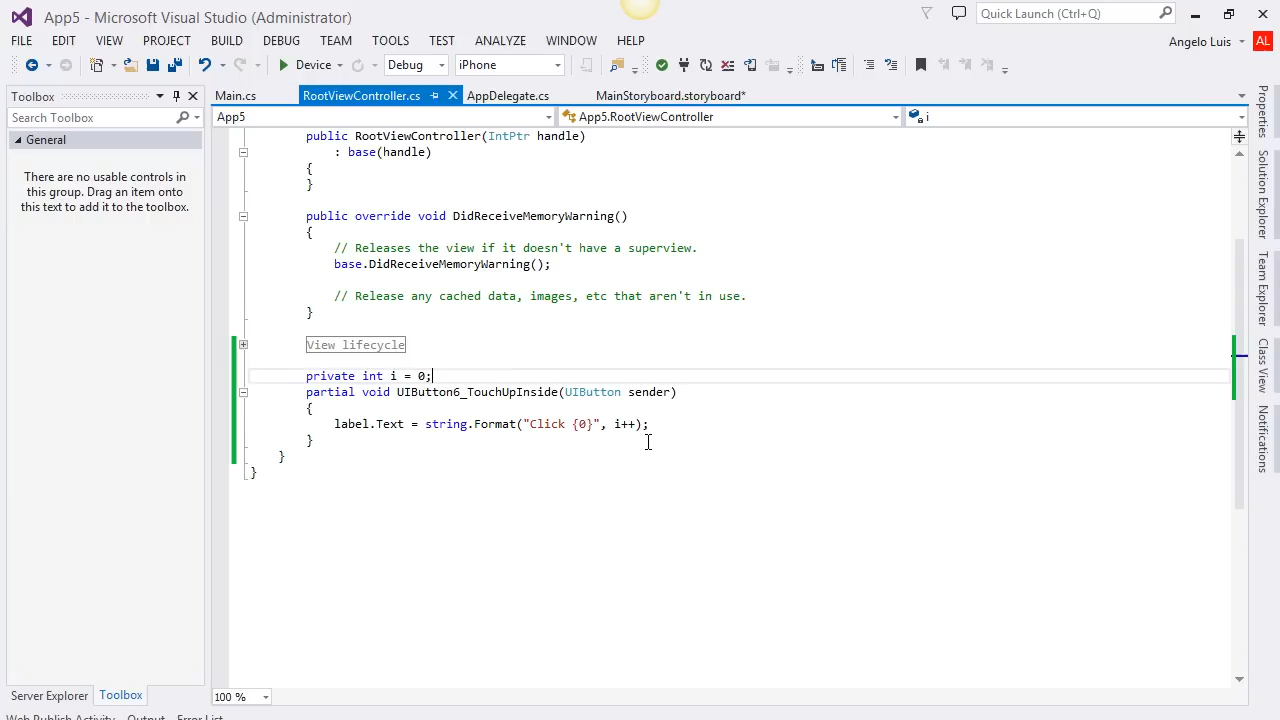 App5 - Microsoft Visual Studio (Administrator)
Quick Launch (Ctrl+Q)
FILE EDIT VIEW PROJECT BUILD DEBUG TEAM TOOLS TEST ANALYZE WINDOW HELP
Angelo Luis AL
Device Debug iPhone
Toolbox
Main.cs RootViewController.cs AppDelegate.cs MainStoryboard.storyboard*
Search Toolbox
App5 App5.RootViewController i
General
There are no usable controls in
this group. Drag an item onto
this text to add it to the toolbox.
public RootViewController(IntPtr handle)
: base(handle)
{
}
public override void DidReceiveMemoryWarning()
{
// Releases the view if it doesn't have a superview.
base.DidReceiveMemoryWarning();
// Release any cached data, images, etc that aren't in use.
}
View lifecycle
private int i = 0;
partial void UIButton6_TouchUpInside(UIButton sender)
{
label.Text = string.Format("Click {0}", i++);
}
}
}
Properties
Solution Explorer
Team Explorer
Class View
Notifications
100 %
Server Explorer Toolbox
Web Publish Activity Output Error List